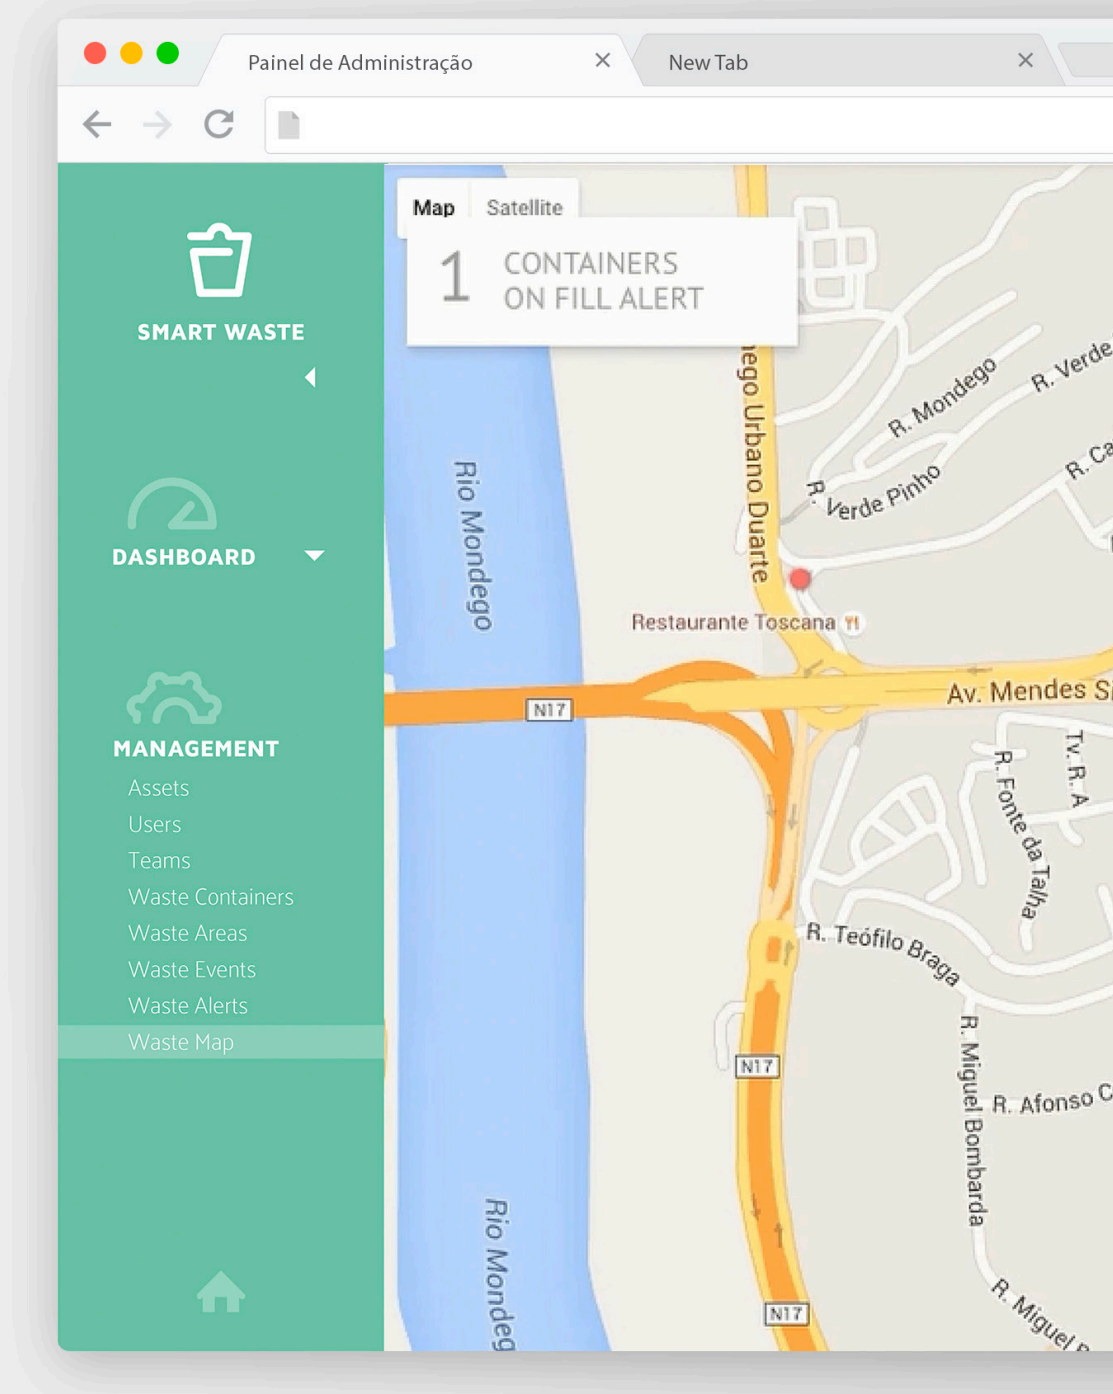 Painel de Administração
New Tab
SMART WASTE
DASHBOARD
MANAGEMENT
Assets
Users
Teams
Waste Containers
Waste Areas
Waste Events
Waste Alerts
Waste Map
Map
Satellite
1 CONTAINERS
ON FILL ALERT
Urbano Duarte
R. Mondego
R. Verde
R. Verde Pinho
Rio Mondego
Restaurante Toscana
N17
Av. Mendes
Tv. R. A
R. Fonte da Talha
R. Teófilo Braga
N17
R. Miguel Bombarda
R. Afonso
Rio Mondeg
R. Miguel
N17